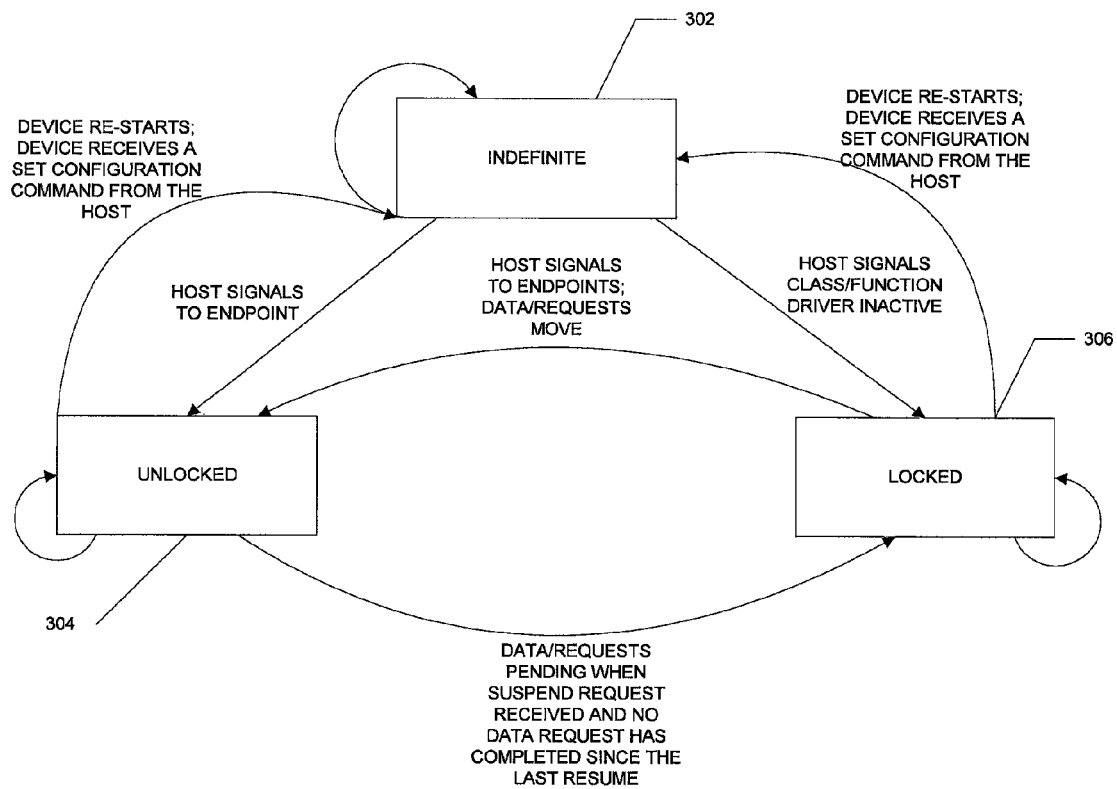 302
DEVICE RE-STARTS;
DEVICE RECEIVES A
SET CONFIGURATION
COMMAND FROM THE
HOST
INDEFINITE
DEVICE RE-STARTS;
DEVICE RECEIVES A
SET CONFIGURATION
COMMAND FROM THE
HOST
HOST SIGNALS
TO ENDPOINT
HOST SIGNALS
TO ENDPOINTS;
DATA/REQUESTS
MOVE
HOST SIGNALS
CLASS/FUNCTION
DRIVER INACTIVE
306
UNLOCKED
LOCKED
304
DATA/REQUESTS
PENDING WHEN
SUSPEND REQUEST
RECEIVED AND NO
DATA REQUEST HAS
COMPLETED SINCE THE
LAST RESUME